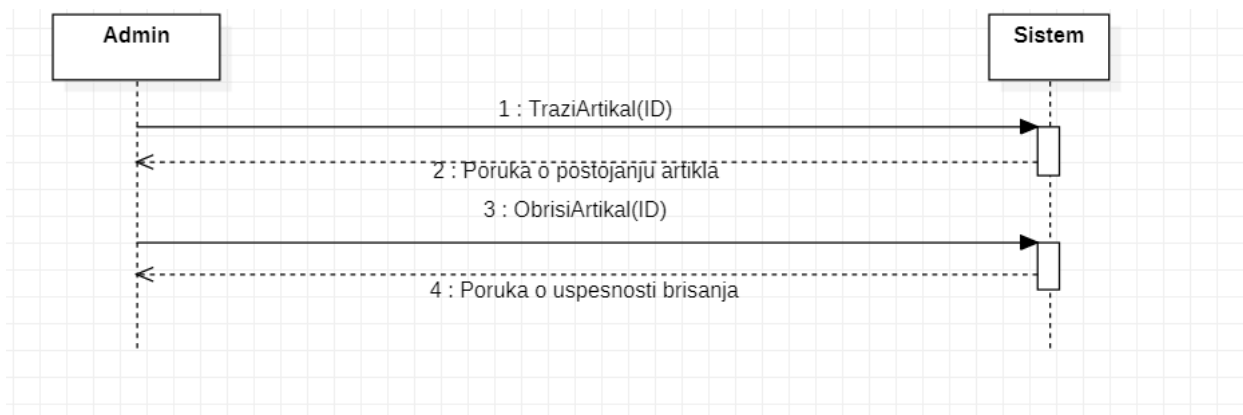 Admin
Sistem
1 : TraziArtikal(ID)
2 : Poruka o postojanju artikla
3 : ObrisiArtikal(ID)
4 : Poruka o uspesnosti brisanja